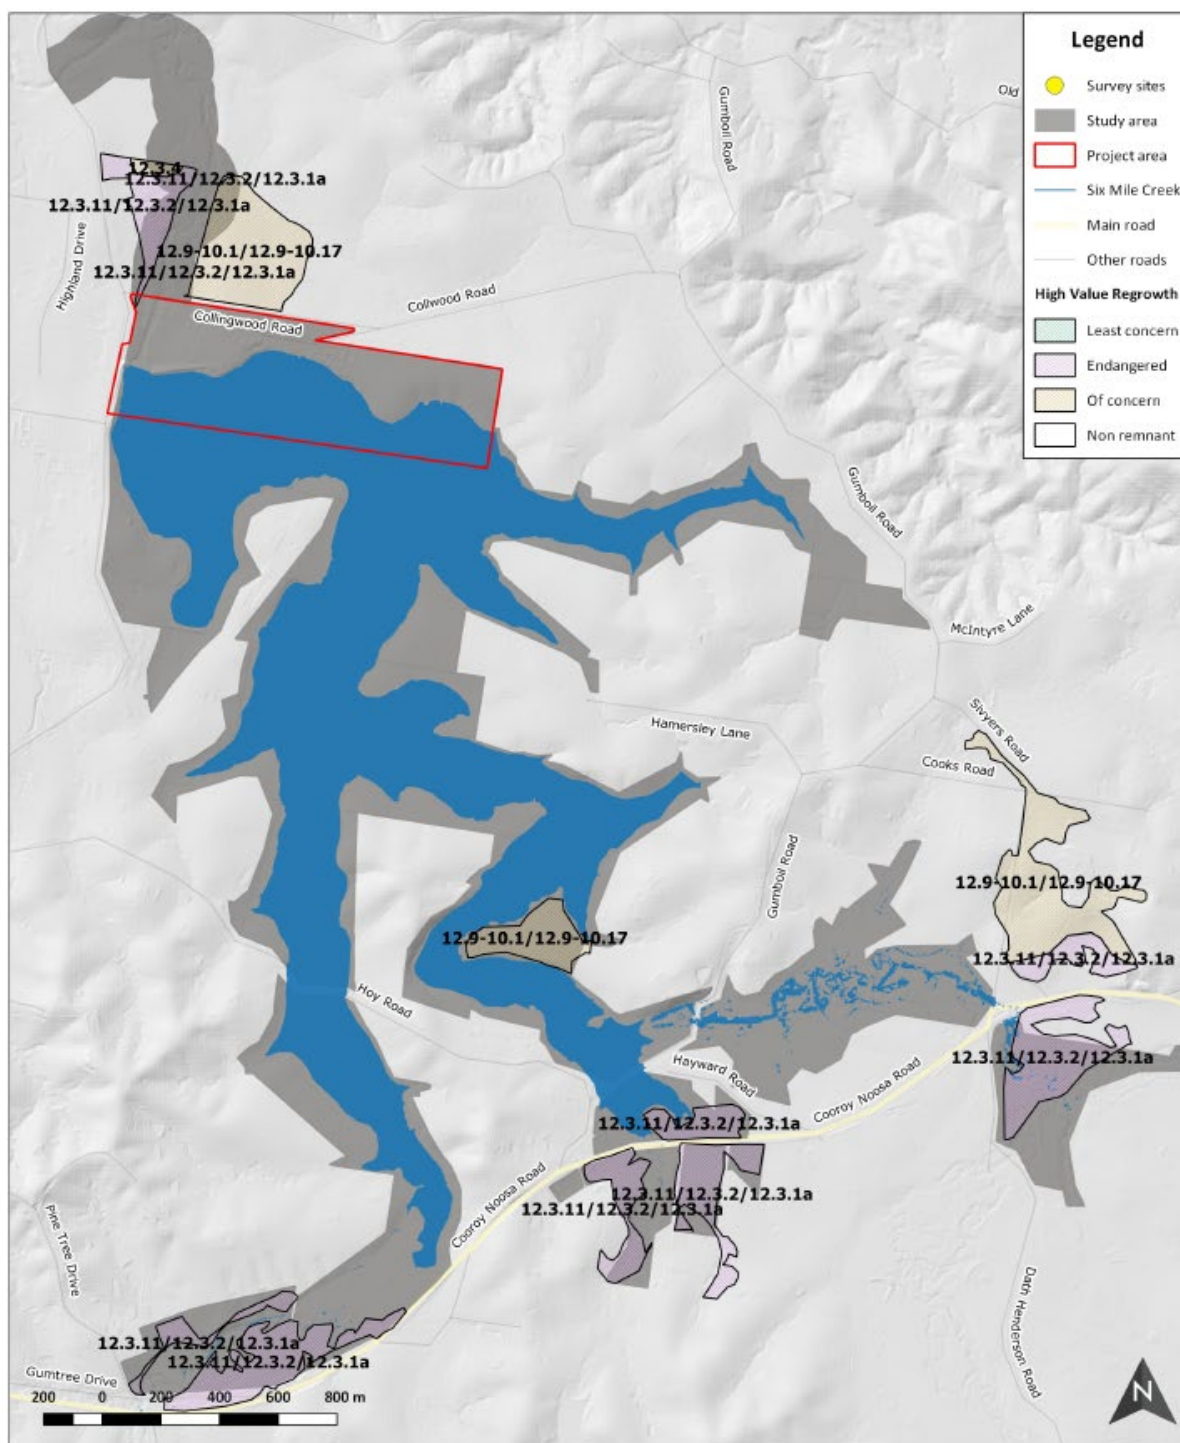 Legend
Survey sites
Study area
Project area
Six Mile Creek
Main road
Other roads
High Value Regrowth
Least concern
Endangered
Of concern
Non remnant
Old
Gumboil Road
12.3.4
12.3.11/12.3.2/12.3.1a
12.3.11/12.3.2/12.3.1a
Highland Drive
12.9-10.1/12.9-10.17
12.3.11/12.3.2/12.3.1a
Collwood Road
Collingwood Road
Gumboil Road
McIntyre Lane
Hamersley Lane
Sivyers Road
Cooks Road
Gumboil Road
12.9-10.1/12.9-10.17
12.9-10.1/12.9-10.17
12.3.11/12.3.2/12.3.1a
Hoy Road
12.3.11/12.3.2/12.3.1a
Hayward Road
Cooroy Noosa Road
12.3.11/12.3.2/12.3.1a
12.3.11/12.3.2/12.3.1a
12.3.11/12.3.2/12.3.1a
Cooroy Noosa Road
Pine Tree Drive
Dath Henderson Road
12.3.11/12.3.2/12.3.1a
12.3.11/12.3.2/12.3.1a
Gumtree Drive
200 0 200 400 600 800 m
N